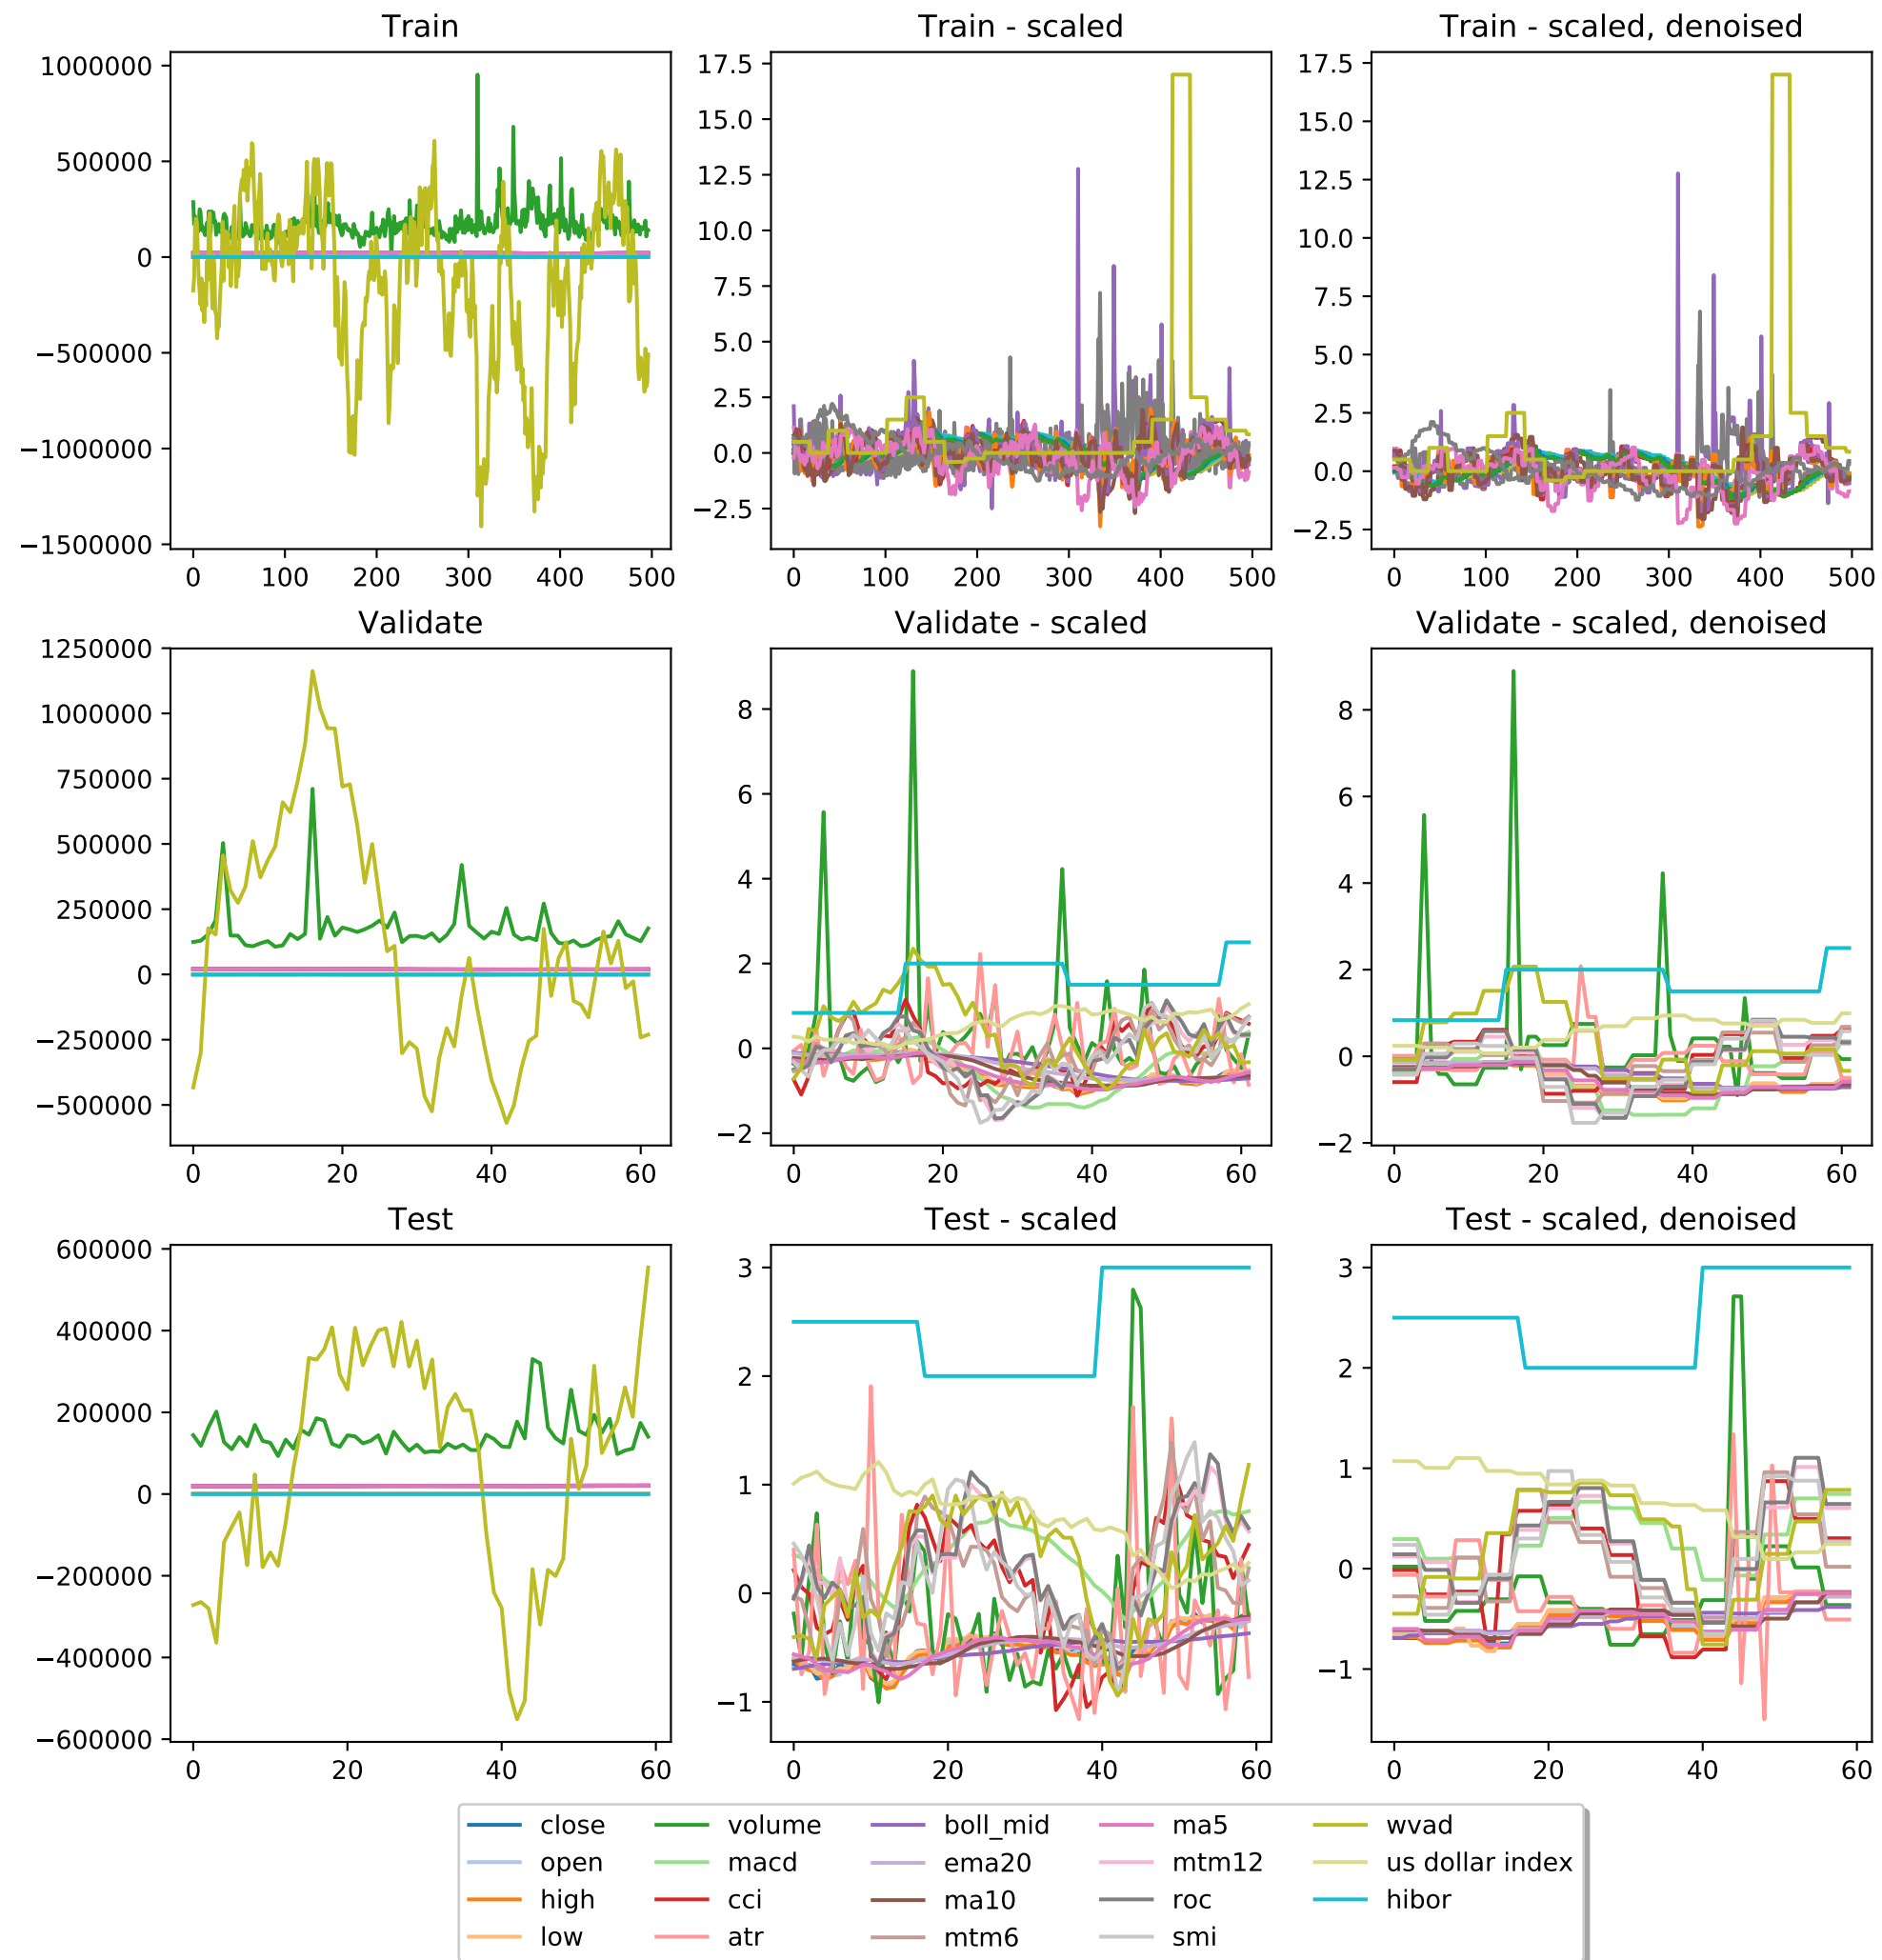 Train
Train - scaled
Train - scaled, denoised
1000000
500000
0
−500000
−1000000
−1500000
0 100 200 300 400 500
17.5
15.0
12.5
10.0
7.5
5.0
2.5
0.0
−2.5
0 100 200 300 400 500
17.5
15.0
12.5
10.0
7.5
5.0
2.5
0.0
−2.5
0 100 200 300 400 500
Validate
Validate - scaled
Validate - scaled, denoised
1250000
1000000
750000
500000
250000
0
−250000
−500000
0 20 40 60
8
6
4
2
0
−2
0 20 40 60
8
6
4
2
0
−2
0 20 40 60
Test
Test - scaled
Test - scaled, denoised
600000
400000
200000
0
−200000
−400000
−600000
0 20 40 60
3
2
1
0
−1
0 20 40 60
3
2
1
0
−1
0 20 40 60
close
open
high
low
volume
macd
cci
atr
boll_mid
ema20
ma10
mtm6
ma5
mtm12
roc
smi
wvad
us dollar index
hibor